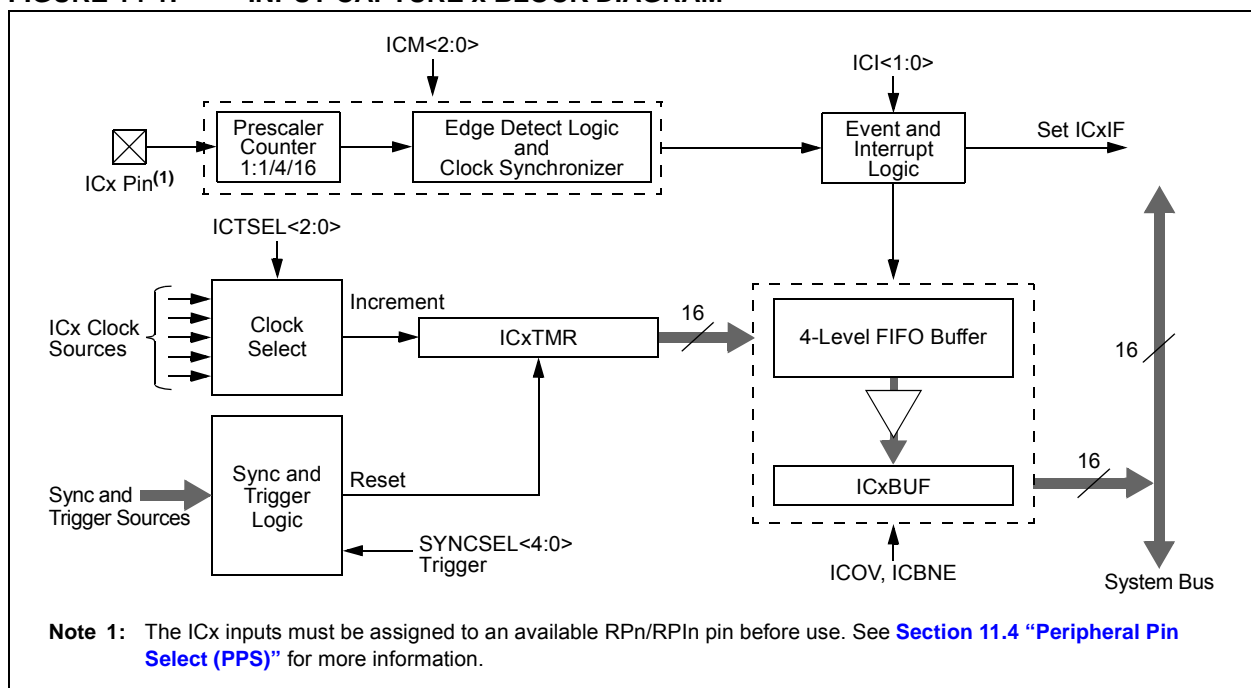 FIGURE 14-1: INPUT CAPTURE x BLOCK DIAGRAM
ICM<2:0>
ICI<1:0>
Prescaler
Counter
1:1/4/16
Edge Detect Logic
and
Clock Synchronizer
Event and
Interrupt
Logic
Set ICxIF
ICx Pin(1)
ICTSEL<2:0>
ICx Clock
Sources
Clock
Select
Increment
ICxTMR
16
4-Level FIFO Buffer
16
Sync and
Trigger Sources
Sync and
Trigger
Logic
Reset
ICxBUF
16
SYNCSEL<4:0>
Trigger
ICOV, ICBNE
System Bus
Note 1: The ICx inputs must be assigned to an available RPn/RPIn pin before use. See Section 11.4 “Peripheral Pin
Select (PPS)” for more information.